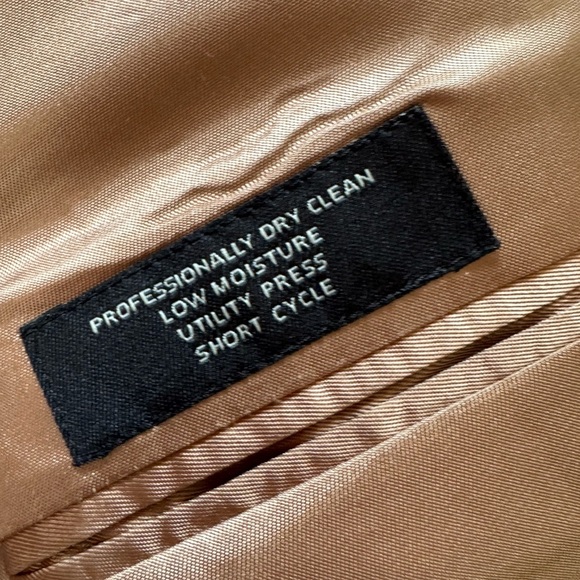 PROFESSIONALLY DRY CLEAN
LOW MOISTURE
UTILITY PRESS
SHORT CYCLE